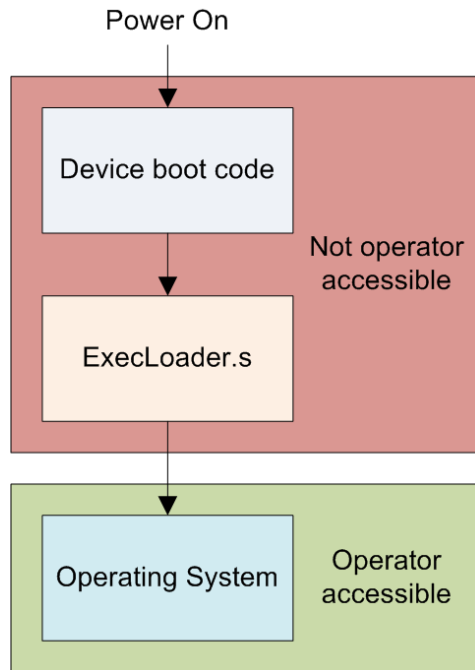 Power On
Device boot code
Not operator
accessible
ExecLoader.s
Operating System
Operator
accessible